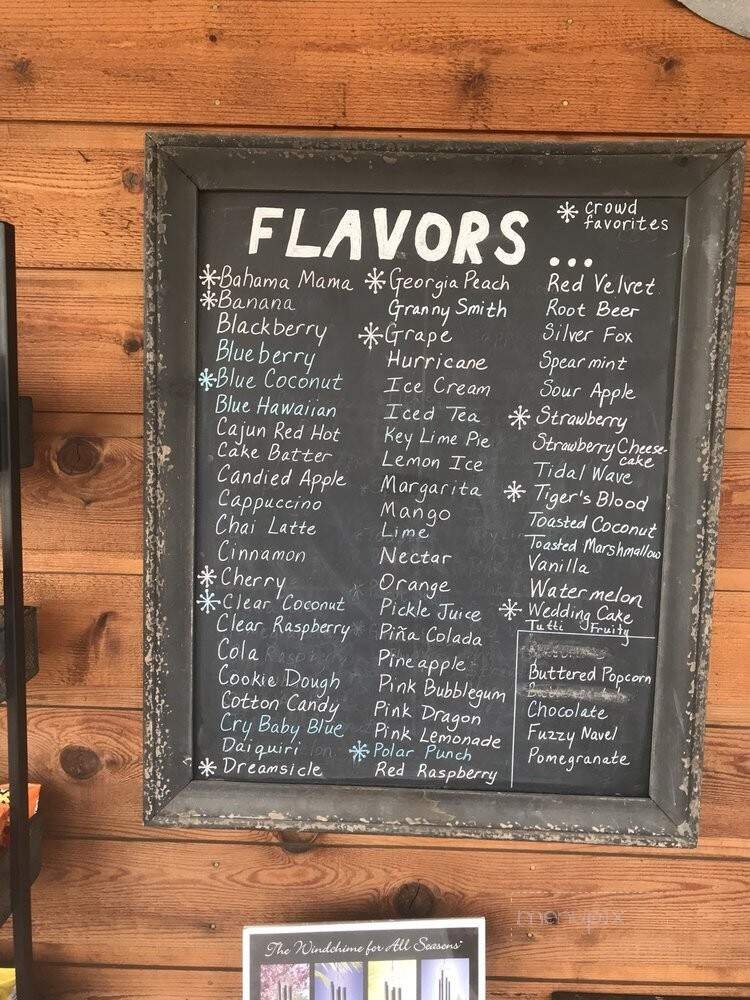 FLAVORS ...
* crowd
favorites
* Bahama Mama
* Banana
Blackberry
Blueberry
* Blue Coconut
Blue Hawaiian
Cajun Red Hot
Cake Batter
Candied Apple
Cappuccino
Chai Latte
Cinnamon
* Cherry
* Clear Coconut
Clear Raspberry
Cola
Cookie Dough
Cotton Candy
Cry Baby Blue
Daiquiri
* Dreamsicle
* Georgia Peach
Granny Smith
* Grape
Hurricane
Ice Cream
Iced Tea
Key Lime Pie
Lemon Ice
Margarita
Mango
Lime
Nectar
Orange
Pickle Juice
Piña Colada
Pineapple
Pink Bubblegum
Pink Dragon
Pink Lemonade
* Polar Punch
Red Raspberry
Red Velvet
Root Beer
Silver Fox
Spearmint
Sour Apple
* Strawberry
Strawberry Cheese-
cake
Tidal Wave
* Tiger's Blood
Toasted Coconut
Toasted Marshmallow
Vanilla
Watermelon
* Wedding Cake
Tutti Fruity
Buttered Popcorn
Chocolate
Fuzzy Navel
Pomegranate
menupix
The Windchime for All Seasons